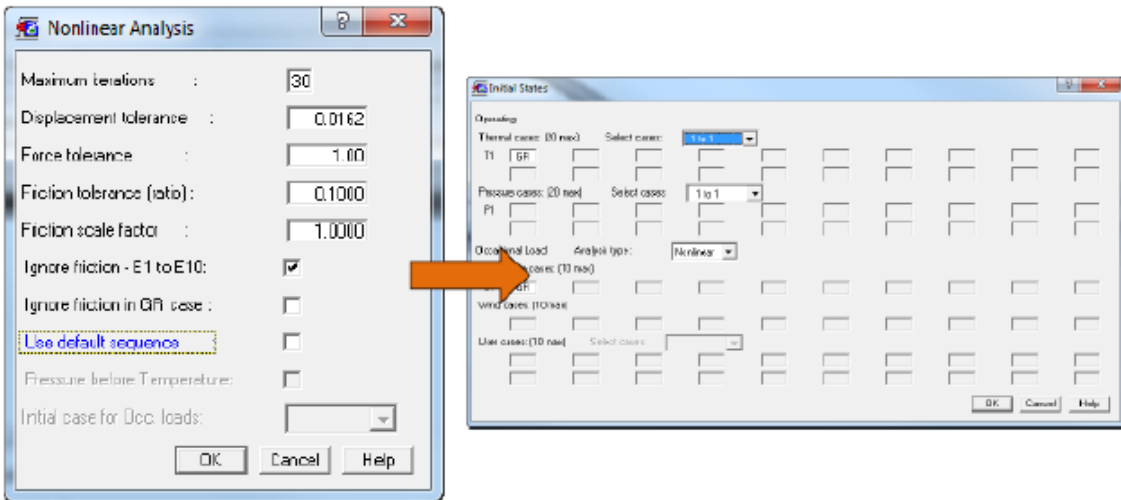 Nonlinear Analysis
Maximum iterations : 30
Displacement tolerance : 0.0162
Force tolerance : 1.00
Friction tolerance (ratio) : 0.1000
Friction scale factor : 1.0000
Ignore friction - E1 to E10:
Ignore friction in GR case :
Use default sequence
Pressure before Temperature:
Initial case for Occ. loads:
OK Cancel Help
Initial States
Operating
Thermal cases: (20 max) Select cases: 1 to 1
T1 GR
Pressure cases: (20 max) Select cases: 1 to 1
P1
Occasional Load Analysis type: Nonlinear
cases: (10 max)
GR
Wind cases: (10 max)
User cases: (10 max) Select cases:
OK Cancel Help